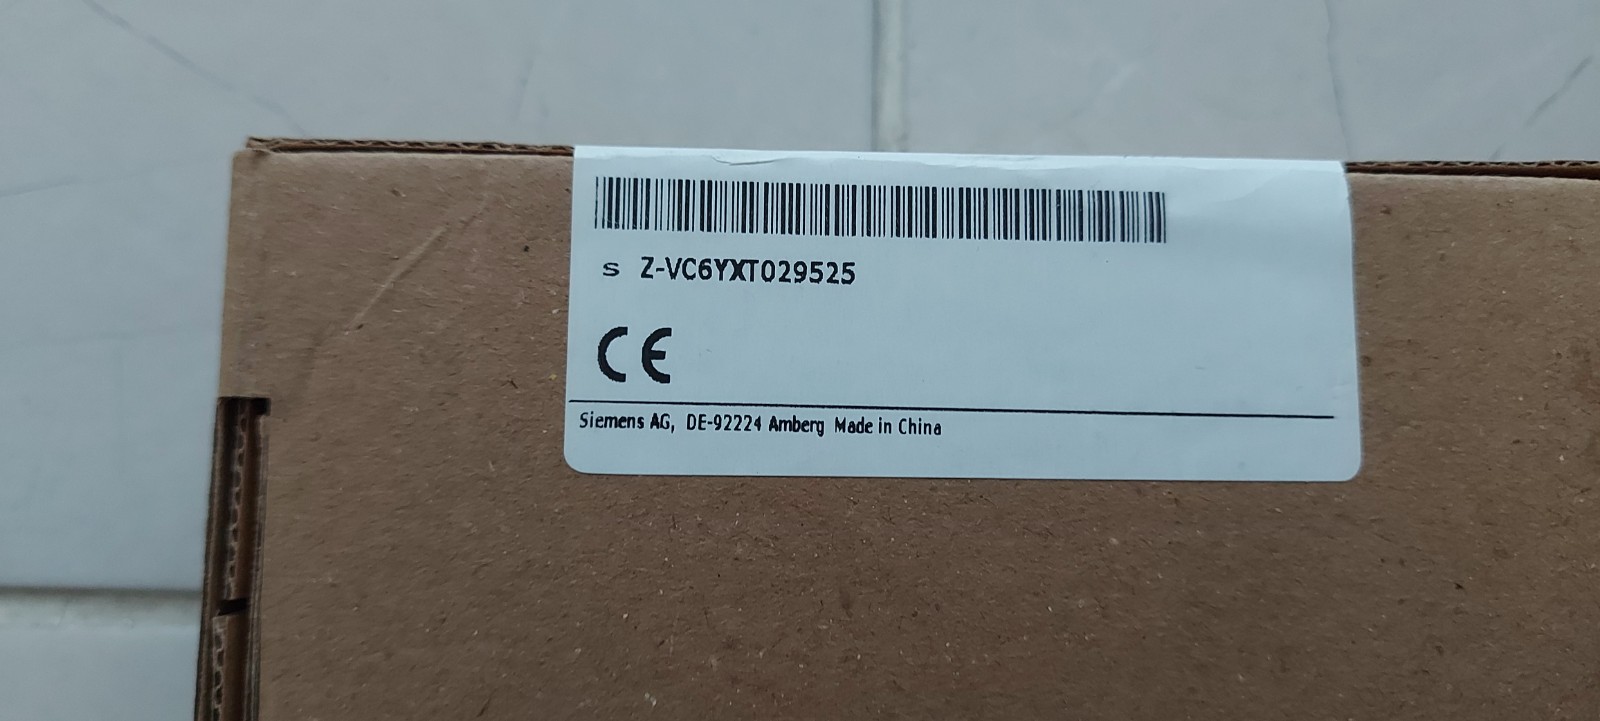 S Z-VC6YXT029525
CE
Siemens AG, DE-92224 Amberg Made in China